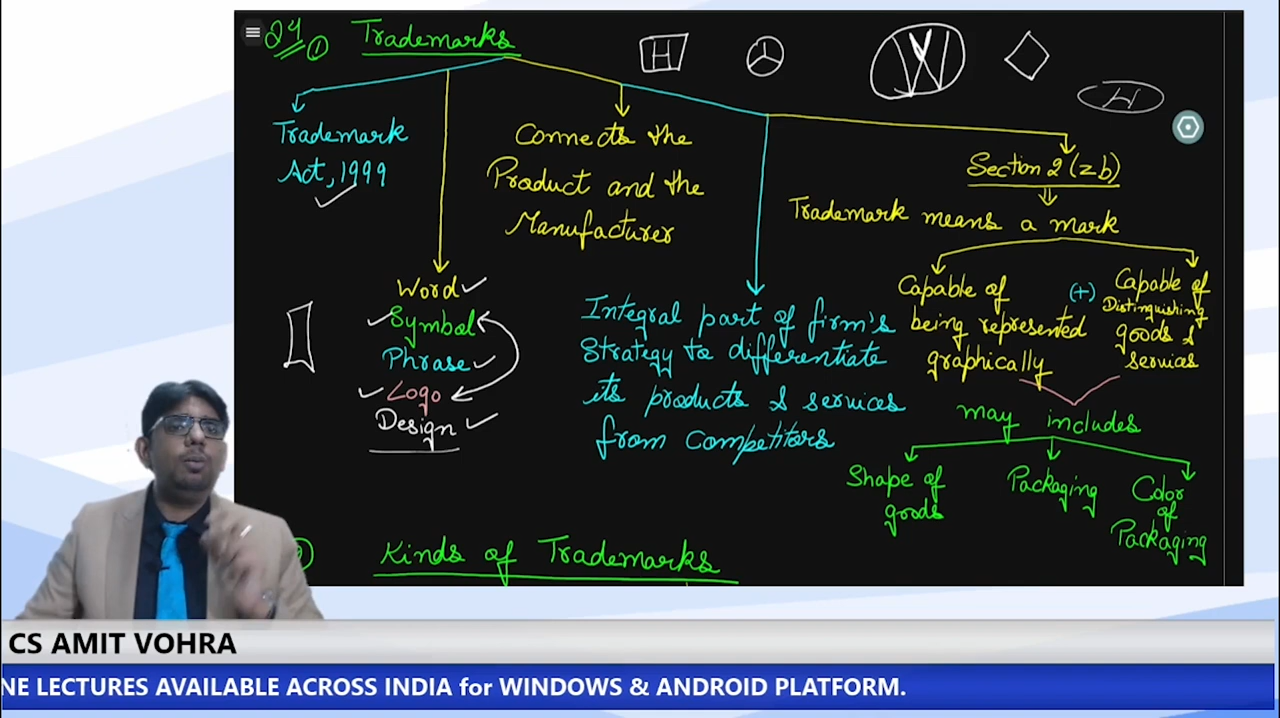 24 ①
Trademarks
Trademark
Act, 1999
Word
Symbol
Phrase
Logo
Design
Connects the
Product and the
Manufacturer
Integral part of firm's
Strategy to differentiate
its products & services
from competitors
Section 2 (zb)
Trademark means a mark
Capable of
being represented
graphically
(+)
Capable of
Distinguishing
goods &
services
may includes
Shape of
goods
Packaging
Color
of
Packaging
Kinds of Trademarks
CS AMIT VOHRA
NE LECTURES AVAILABLE ACROSS INDIA for WINDOWS & ANDROID PLATFORM.